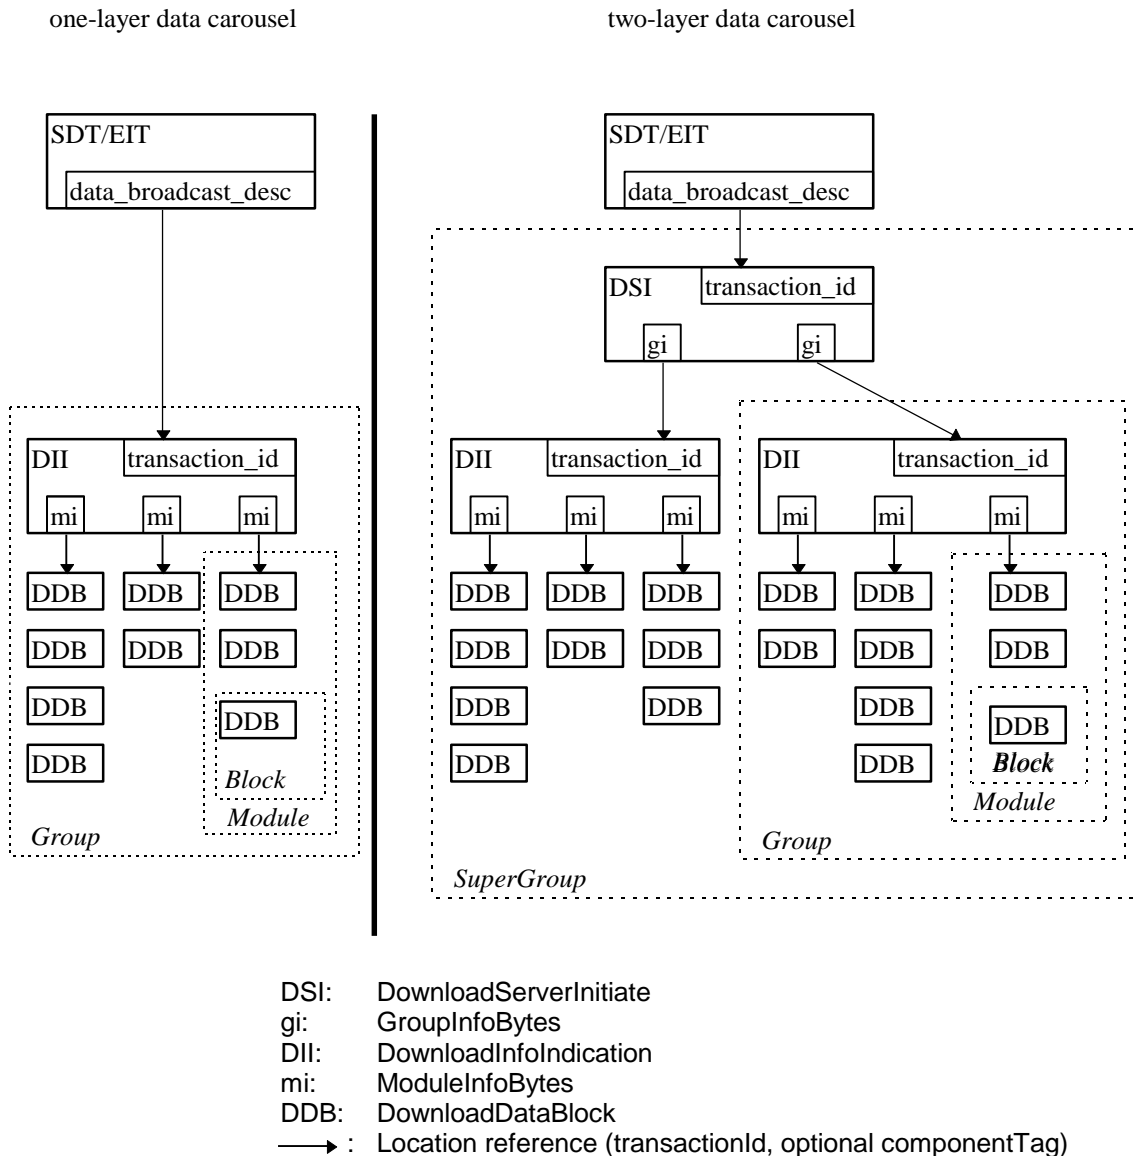 one-layer data carousel
two-layer data carousel
SDT/EIT
data_broadcast_desc
DII
transaction_id
mi mi mi
DDB DDB DDB
DDB DDB DDB
DDB DDB
DDB
Block
Module
Group
SDT/EIT
data_broadcast_desc
DSI
transaction_id
gi gi
DII
transaction_id
mi mi mi
DDB DDB DDB
DDB DDB DDB
DDB DDB
DDB
DII
transaction_id
mi mi mi
DDB DDB DDB
DDB DDB DDB
DDB DDB
DDB
Block
Module
Group
SuperGroup
DSI: DownloadServerInitiate
gi: GroupInfoBytes
DII: DownloadInfoIndication
mi: ModuleInfoBytes
DDB: DownloadDataBlock
: Location reference (transactionId, optional componentTag)